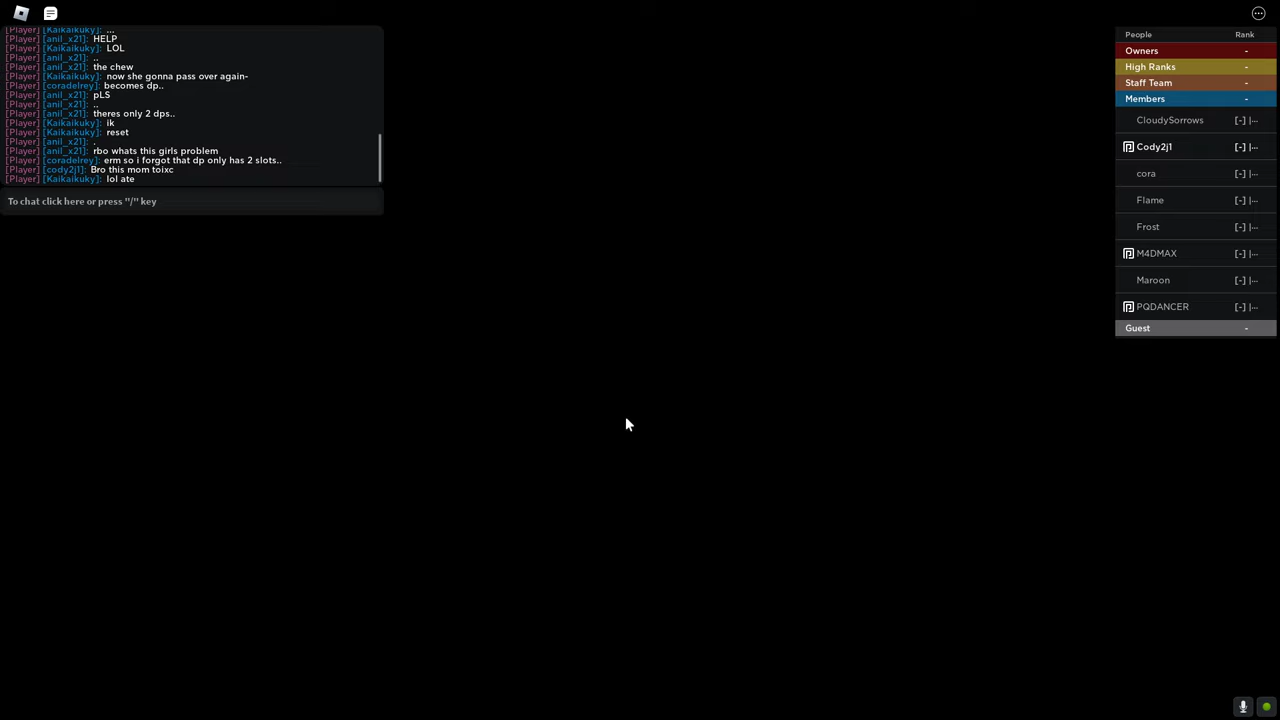 [Player] [Kaikaikuky]: ...
[Player] [anil_x21]: HELP
[Player] [Kaikaikuky]: LOL
[Player] [anil_x21]: ..
[Player] [anil_x21]: the chew
[Player] [Kaikaikuky]: now she gonna pass over again-
[Player] [coradelrey]: becomes dp..
[Player] [anil_x21]: pLS
[Player] [anil_x21]: ..
[Player] [anil_x21]: theres only 2 dps..
[Player] [Kaikaikuky]: ik
[Player] [Kaikaikuky]: reset
[Player] [anil_x21]: .
[Player] [anil_x21]: rbo whats this girls problem
[Player] [coradelrey]: erm so i forgot that dp only has 2 slots..
[Player] [cody2j1]: Bro this mom toixc
[Player] [Kaikaikuky]: lol ate
To chat click here or press "/" key
People Rank
Owners -
High Ranks -
Staff Team -
Members -
CloudySorrows [-] |...
Cody2j1 [-] |...
cora [-] |...
Flame [-] |...
Frost [-] |...
M4DMAX [-] |...
Maroon [-] |...
PQDANCER [-] |...
Guest -